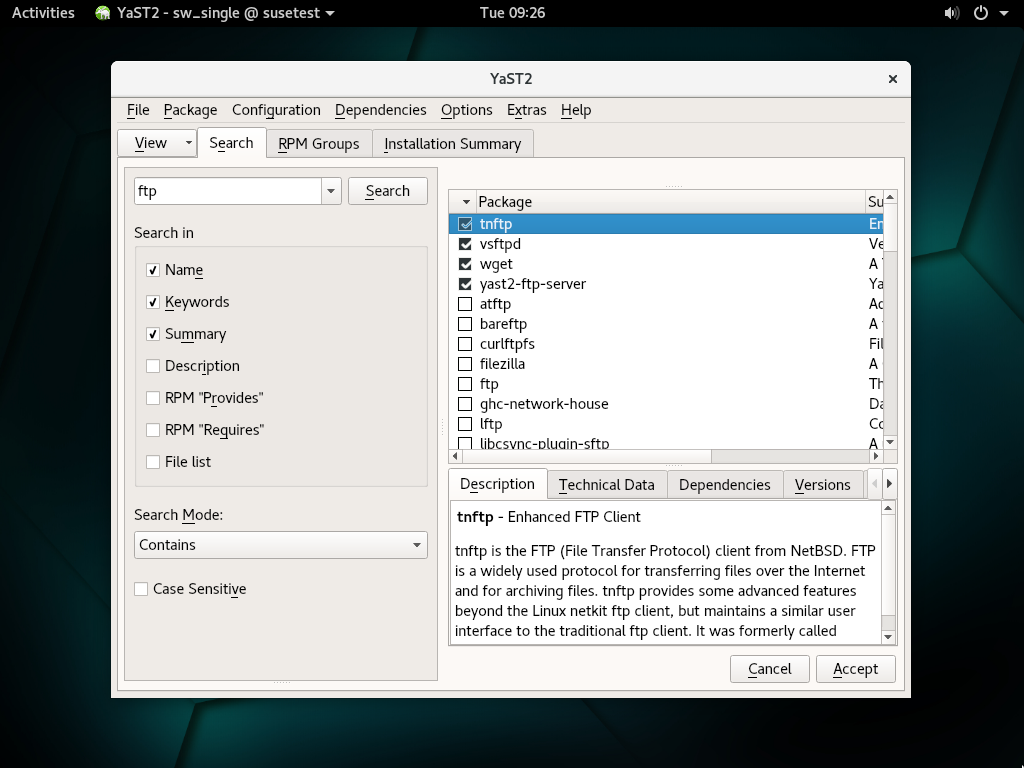 Activities YaST2 - sw_single @ susetest Tue 09:26
YaST2
File Package Configuration Dependencies Options Extras Help
View Search RPM Groups Installation Summary
ftp Search
Search in
Name
Keywords
Summary
Description
RPM "Provides"
RPM "Requires"
File list
Search Mode:
Contains
Case Sensitive
Package Su
tnftp En
vsftpd Ve
wget A
yast2-ftp-server Ya
atftp Ad
bareftp A
curlftpfs Fil
filezilla A
ftp Th
ghc-network-house Da
lftp Co
libcsync-plugin-sftp A
Description Technical Data Dependencies Versions
tnftp - Enhanced FTP Client
tnftp is the FTP (File Transfer Protocol) client from NetBSD. FTP
is a widely used protocol for transferring files over the Internet
and for archiving files. tnftp provides some advanced features
beyond the Linux netkit ftp client, but maintains a similar user
interface to the traditional ftp client. It was formerly called
Cancel Accept